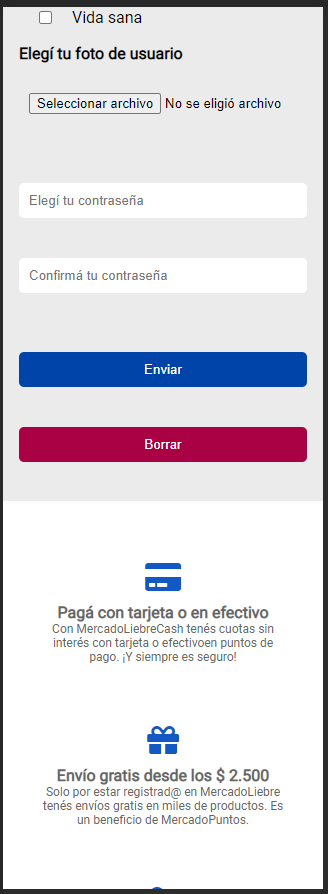 Vida sana
Elegí tu foto de usuario
Seleccionar archivo No se eligió archivo
Elegí tu contraseña
Confirmá tu contraseña
Enviar
Borrar
Pagá con tarjeta o en efectivo
Con MercadoLiebreCash tenés cuotas sin
interés con tarjeta o efectivoen puntos de
pago. ¡Y siempre es seguro!
Envío gratis desde los $ 2.500
Solo por estar registrad@ en MercadoLiebre
tenés envíos gratis en miles de productos. Es
un beneficio de MercadoPuntos.